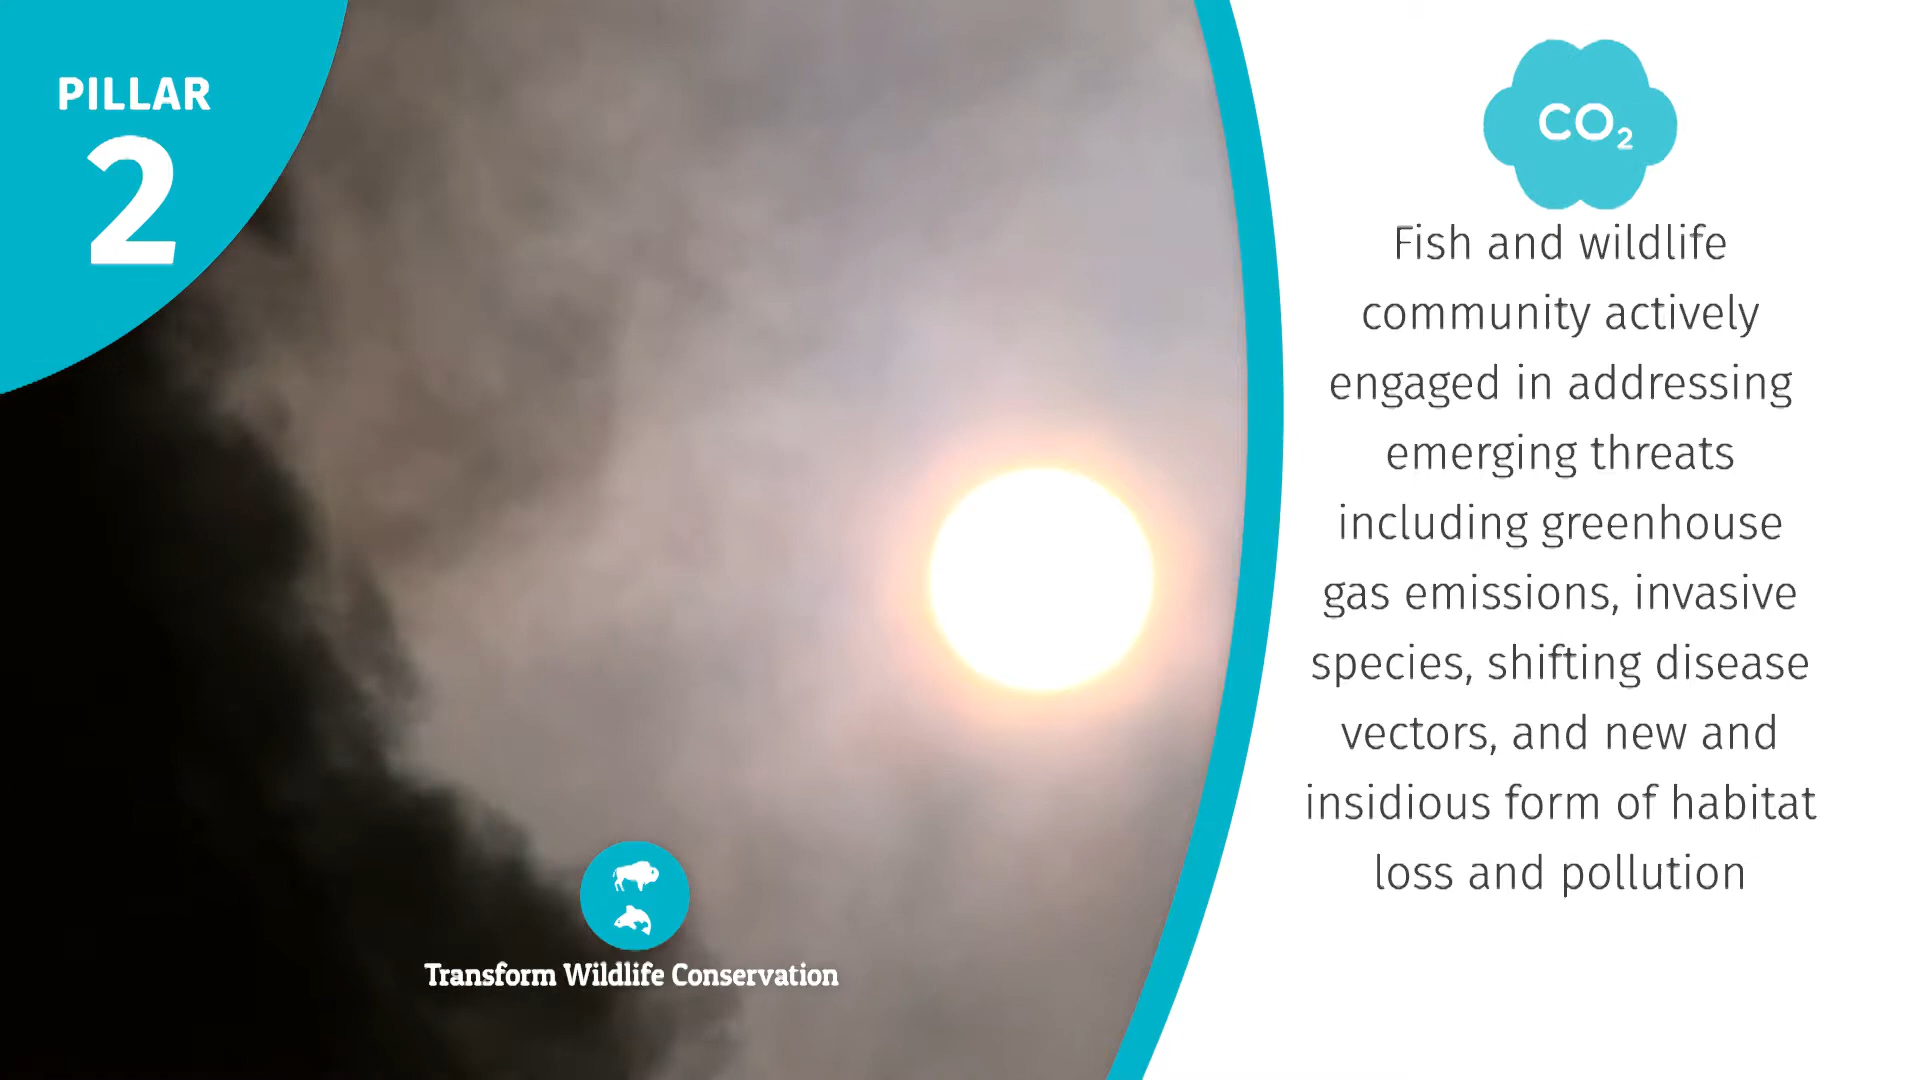 PILLAR
2
Transform Wildlife Conservation
CO₂
Fish and wildlife
community actively
engaged in addressing
emerging threats
including greenhouse
gas emissions, invasive
species, shifting disease
vectors, and new and
insidious form of habitat
loss and pollution